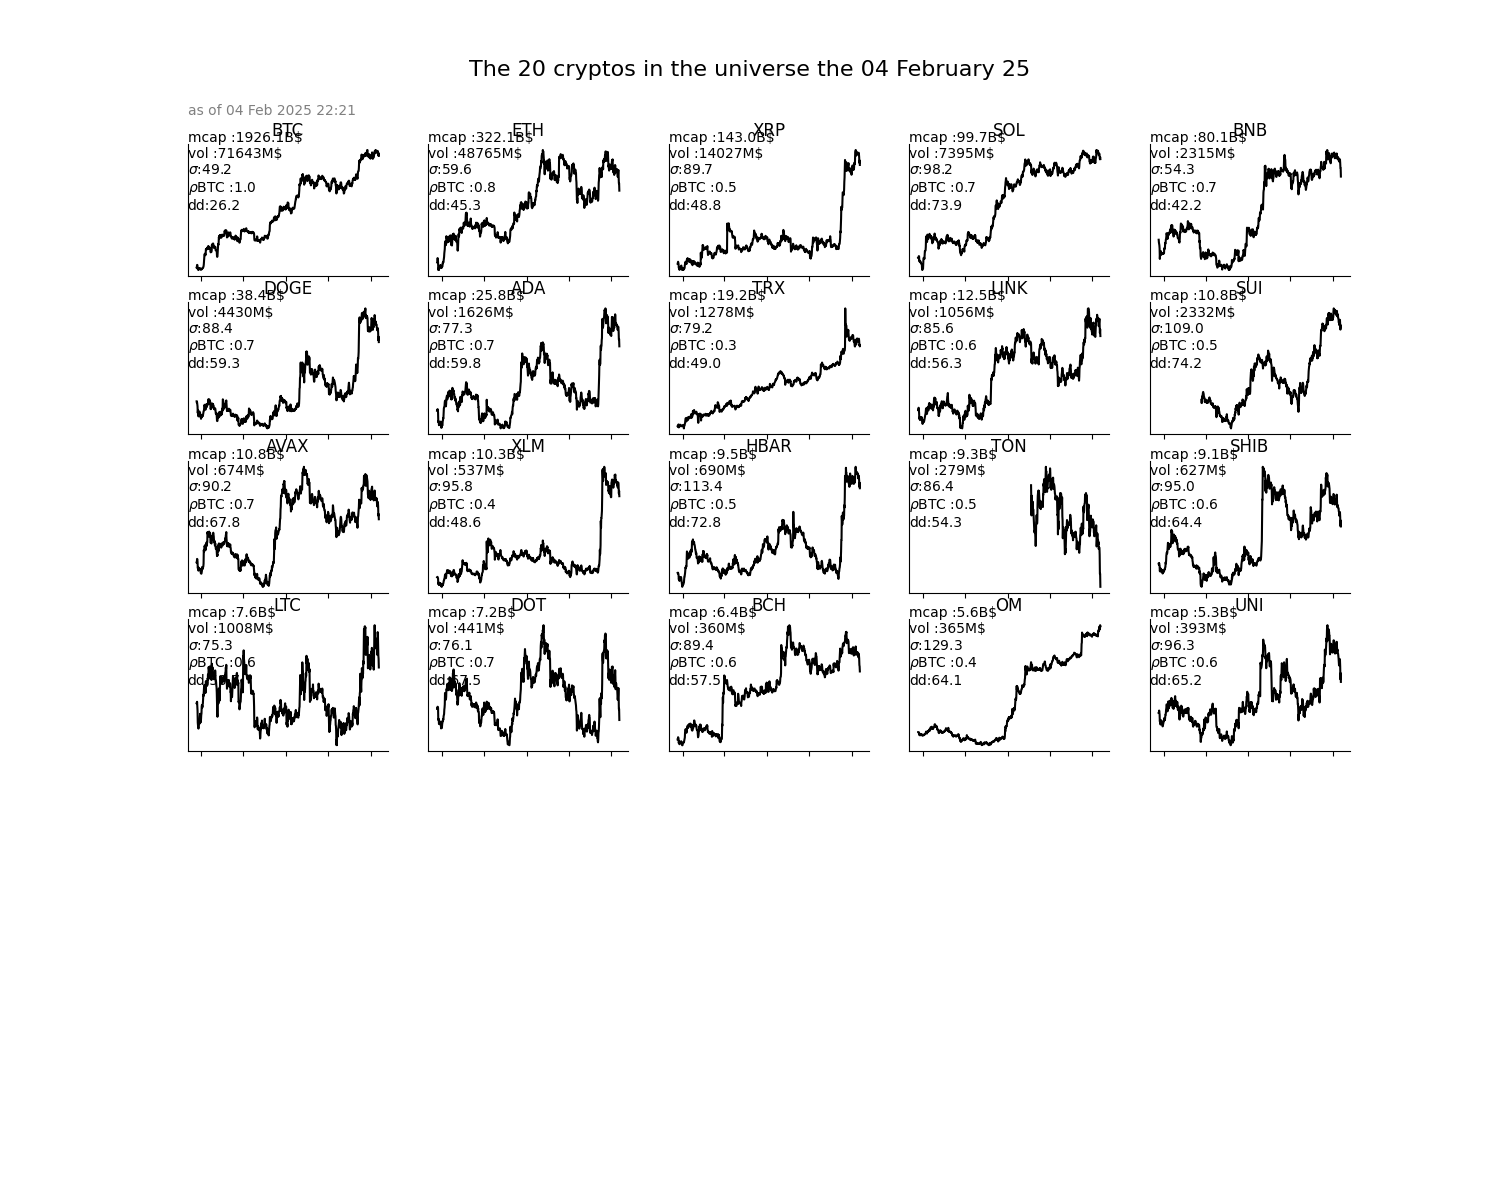 The 20 cryptos in the universe the 04 February 25
as of 04 Feb 2025 22:21
BTC
mcap :1926.1B$
vol :71643M$
σ:49.2
ρBTC :1.0
dd:26.2
ETH
mcap :322.1B$
vol :48765M$
σ:59.6
ρBTC :0.8
dd:45.3
XRP
mcap :143.0B$
vol :14027M$
σ:89.7
ρBTC :0.5
dd:48.8
SOL
mcap :99.7B$
vol :7395M$
σ:98.2
ρBTC :0.7
dd:73.9
BNB
mcap :80.1B$
vol :2315M$
σ:54.3
ρBTC :0.7
dd:42.2
DOGE
mcap :38.4B$
vol :4430M$
σ:88.4
ρBTC :0.7
dd:59.3
ADA
mcap :25.8B$
vol :1626M$
σ:77.3
ρBTC :0.7
dd:59.8
TRX
mcap :19.2B$
vol :1278M$
σ:79.2
ρBTC :0.3
dd:49.0
LINK
mcap :12.5B$
vol :1056M$
σ:85.6
ρBTC :0.6
dd:56.3
SUI
mcap :10.8B$
vol :2332M$
σ:109.0
ρBTC :0.5
dd:74.2
AVAX
mcap :10.8B$
vol :674M$
σ:90.2
ρBTC :0.7
dd:67.8
XLM
mcap :10.3B$
vol :537M$
σ:95.8
ρBTC :0.4
dd:48.6
HBAR
mcap :9.5B$
vol :690M$
σ:113.4
ρBTC :0.5
dd:72.8
TON
mcap :9.3B$
vol :279M$
σ:86.4
ρBTC :0.5
dd:54.3
SHIB
mcap :9.1B$
vol :627M$
σ:95.0
ρBTC :0.6
dd:64.4
LTC
mcap :7.6B$
vol :1008M$
σ:75.3
ρBTC :0.6
DOT
mcap :7.2B$
vol :441M$
σ:76.1
ρBTC :0.7
dd:67.5
BCH
mcap :6.4B$
vol :360M$
σ:89.4
ρBTC :0.6
dd:57.5
OM
mcap :5.6B$
vol :365M$
σ:129.3
ρBTC :0.4
dd:64.1
UNI
mcap :5.3B$
vol :393M$
σ:96.3
ρBTC :0.6
dd:65.2